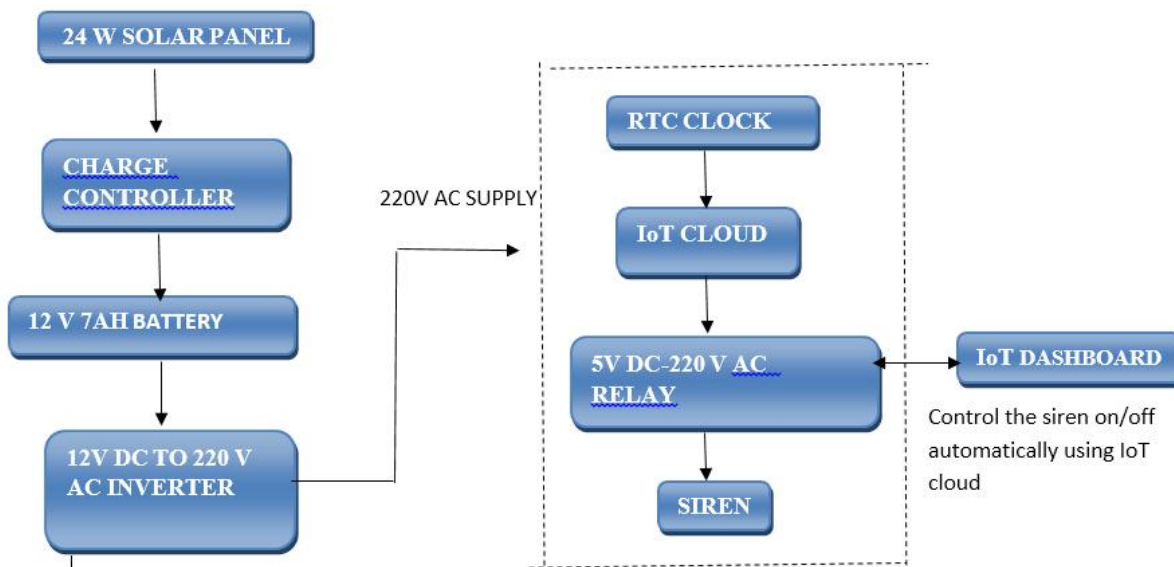 24 W SOLAR PANEL
CHARGE
CONTROLLER
12 V 7AH BATTERY
12V DC TO 220 V
AC INVERTER
220V AC SUPPLY
RTC CLOCK
IoT CLOUD
5V DC-220 V AC
RELAY
SIREN
IoT DASHBOARD
Control the siren on/off
automatically using IoT
cloud